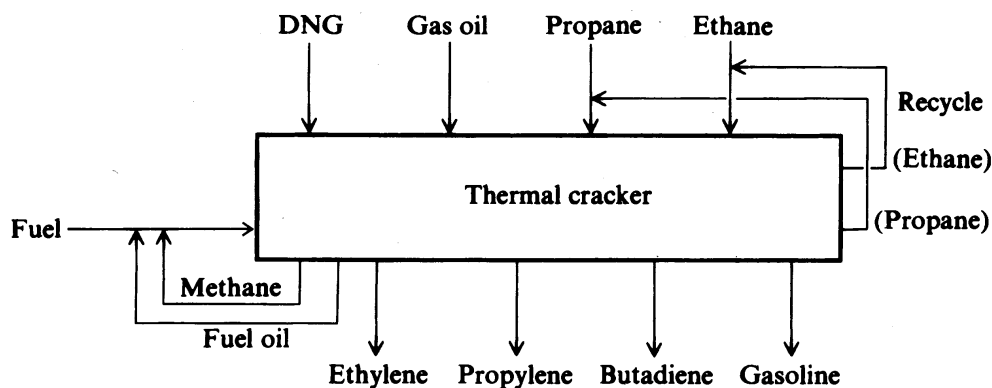 DNG Gas oil Propane Ethane
Recycle
(Ethane)
Thermal cracker
(Propane)
Fuel
Methane
Fuel oil
Ethylene Propylene Butadiene Gasoline